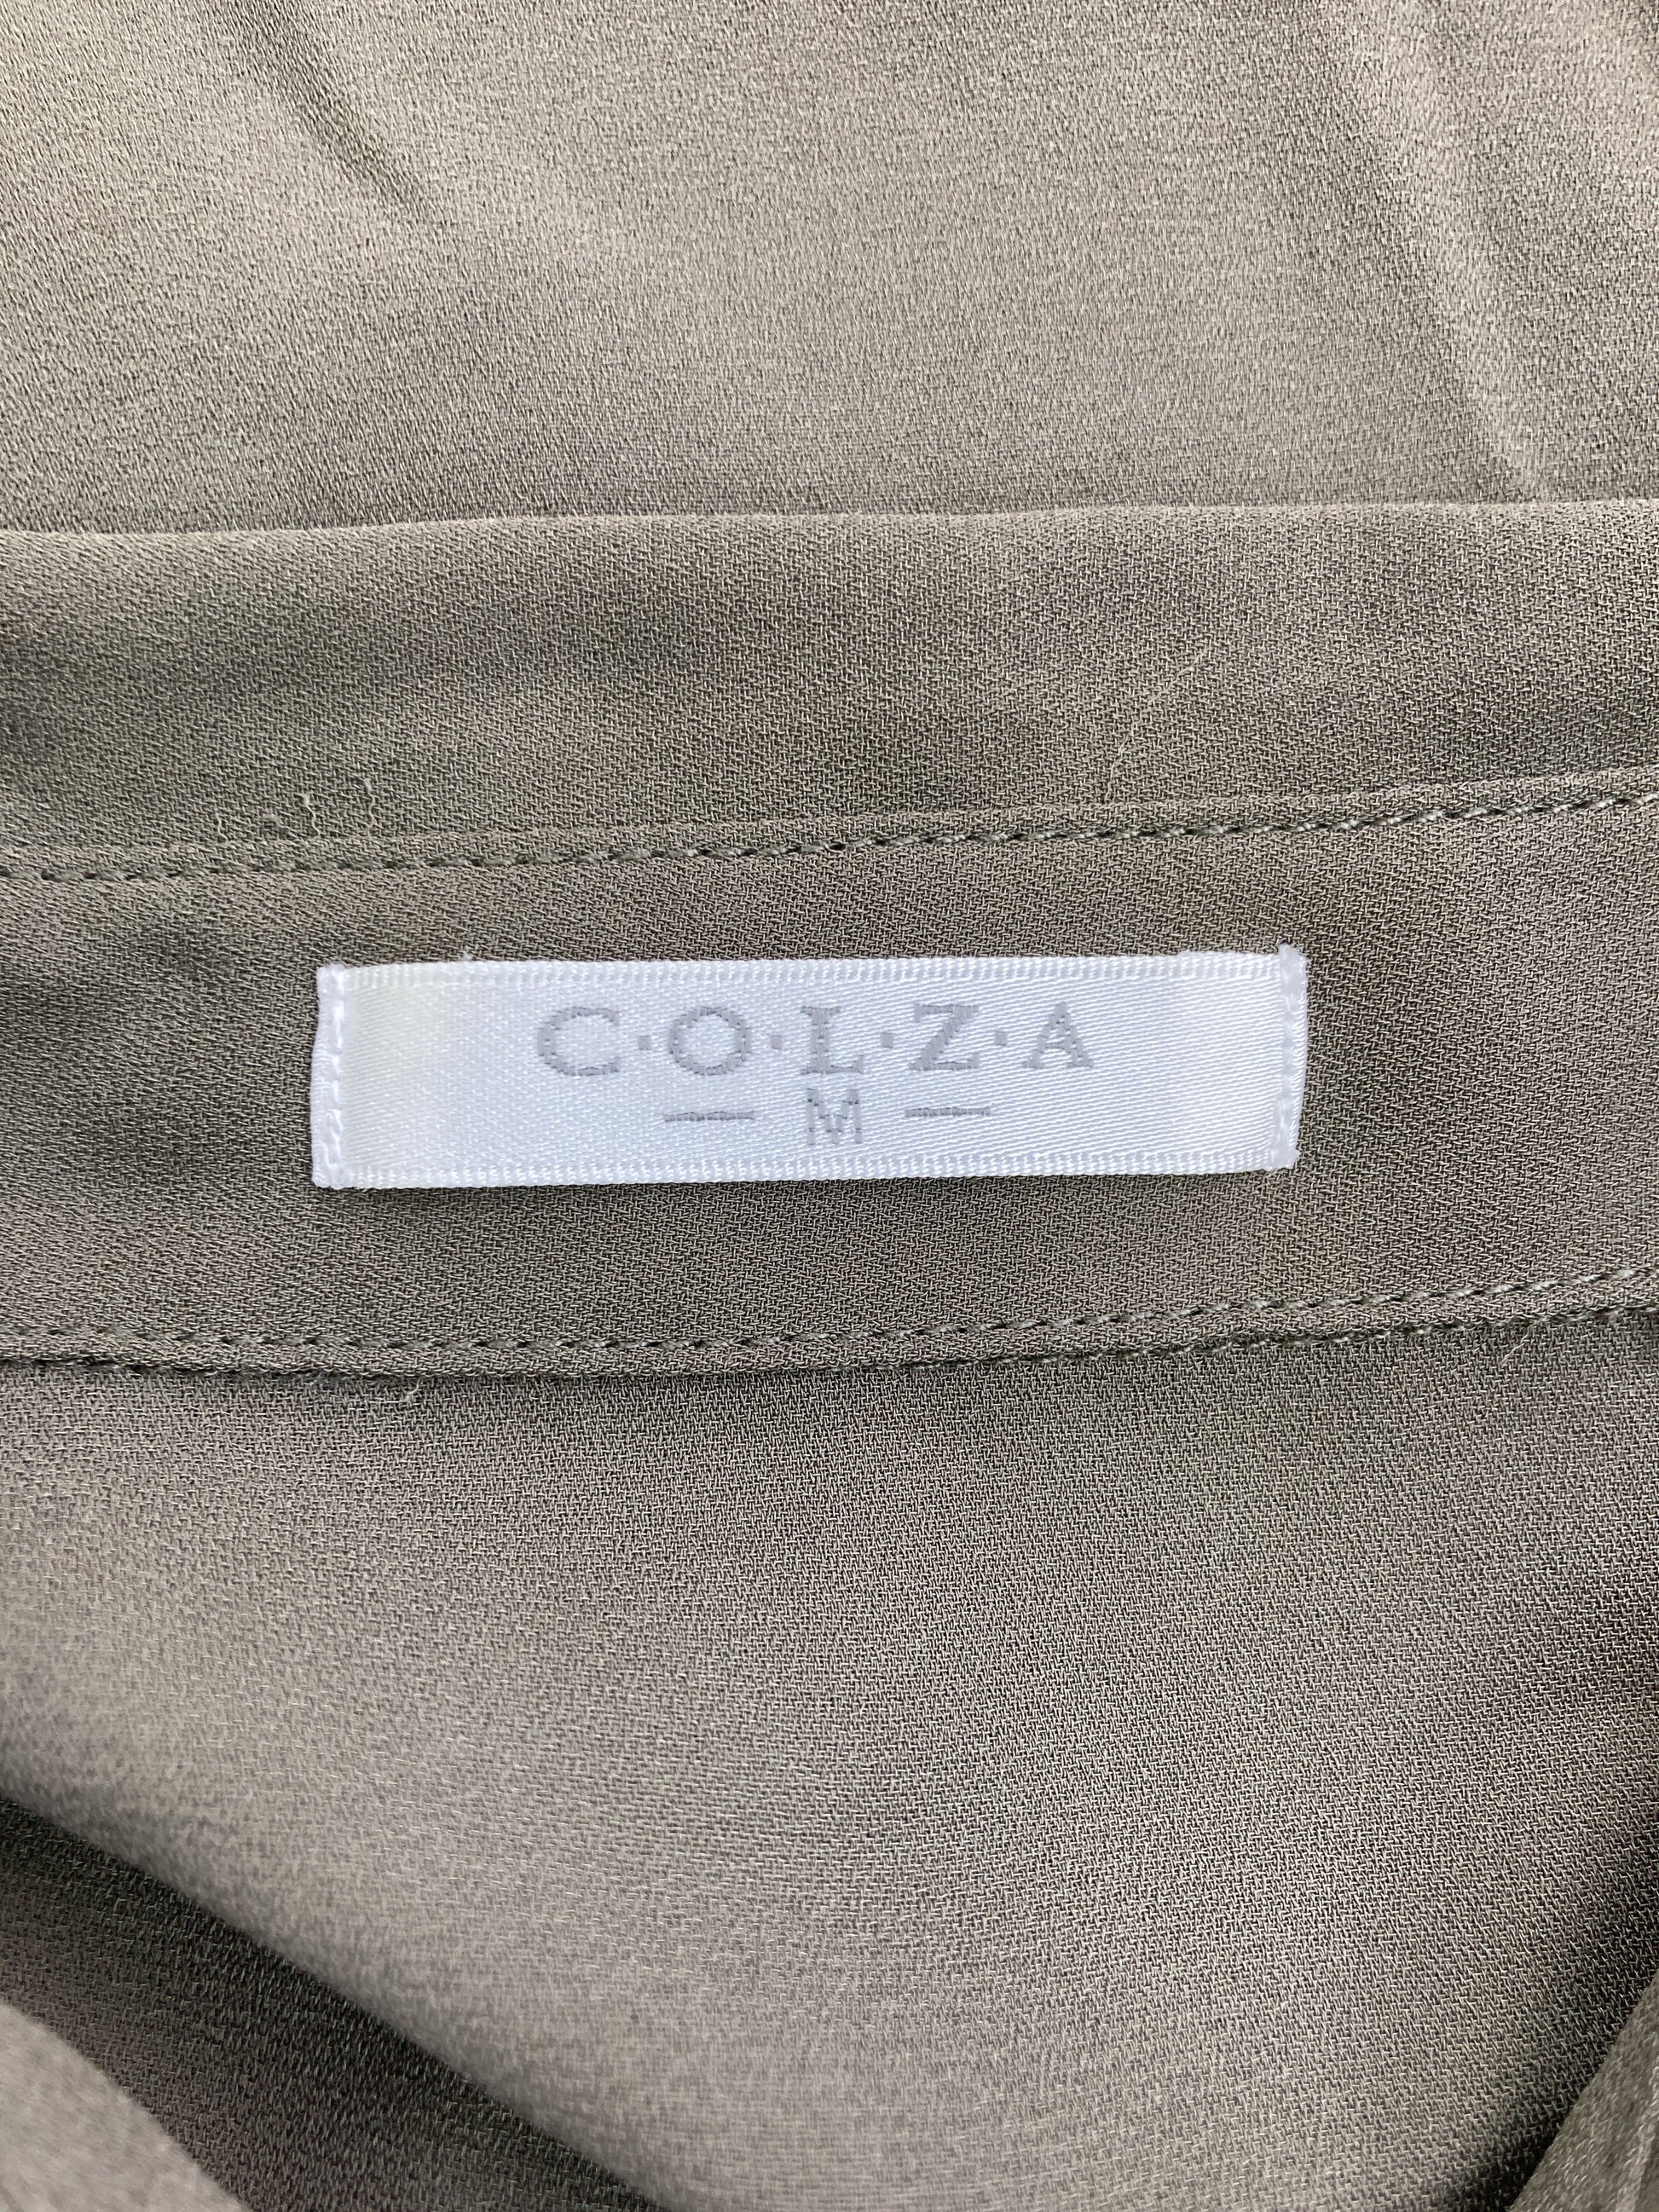 C·O·L·Z·A
— M —